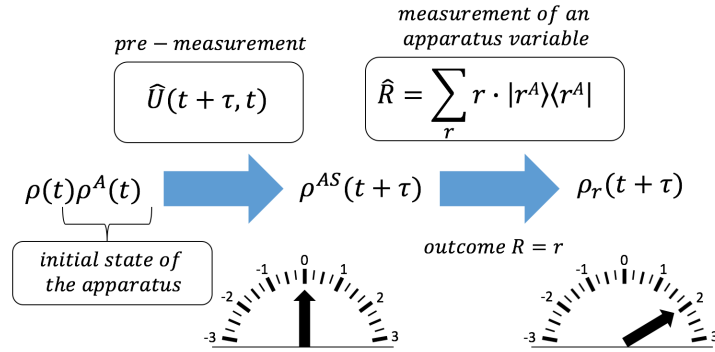 pre − measurement
measurement of an
apparatus variable
Û(t + τ, t)
R̂ = ∑ r · |r^A⟩⟨r^A|
r
ρ(t)ρ^A(t)
ρ^{AS}(t + τ)
ρ_r(t + τ)
initial state of
the apparatus
outcome R = r
-3 -2 -1 0 1 2 3
-3 -2 -1 0 1 2 3